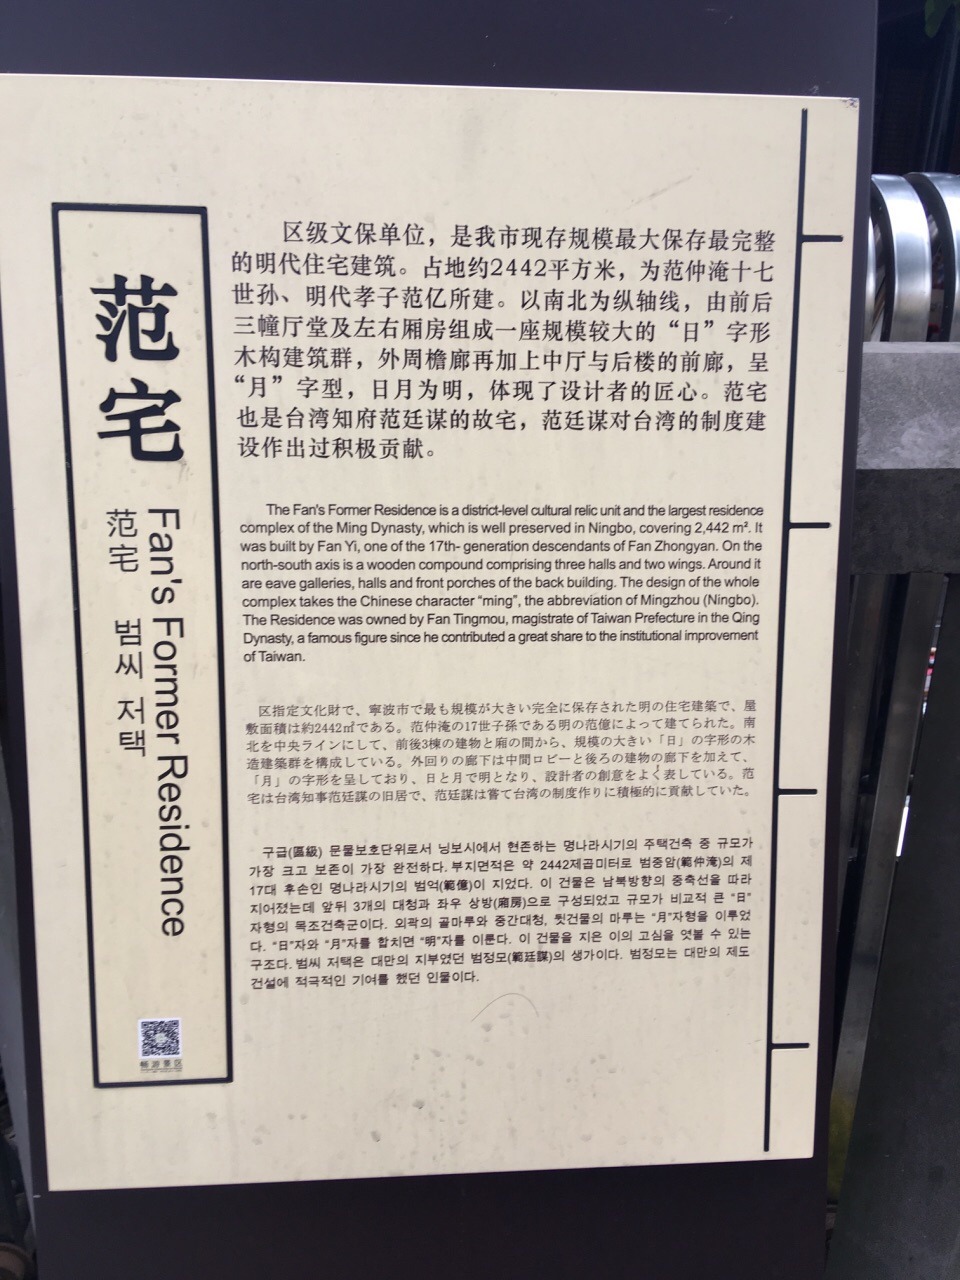 范宅
Fan's Former Residence
范宅 범씨 저택
畅游景区
区级文保单位，是我市现存规模最大保存最完整
的明代住宅建筑。占地约2442平方米，为范仲淹十七
世孙、明代孝子范亿所建。以南北为纵轴线，由前后
三幢厅堂及左右厢房组成一座规模较大的“日”字形
木构建筑群，外周檐廊再加上中厅与后楼的前廊，呈
“月”字型，日月为明，体现了设计者的匠心。范宅
也是台湾知府范廷谋的故宅，范廷谋对台湾的制度建
设作出过积极贡献。
The Fan's Former Residence is a district-level cultural relic unit and the largest residence
complex of the Ming Dynasty, which is well preserved in Ningbo, covering 2,442 m². It
was built by Fan Yi, one of the 17th- generation descendants of Fan Zhongyan. On the
north-south axis is a wooden compound comprising three halls and two wings. Around it
are eave galleries, halls and front porches of the back building. The design of the whole
complex takes the Chinese character “ming”, the abbreviation of Mingzhou (Ningbo).
The Residence was owned by Fan Tingmou, magistrate of Taiwan Prefecture in the Qing
Dynasty, a famous figure since he contributed a great share to the institutional improvement
of Taiwan.
区指定文化財で、寧波市で最も規模が大きい完全に保存された明の住宅建築で、屋
敷面積は約2442㎡である。范仲淹の17世子孫である明の范億によって建てられた。南
北を中央ラインにして、前後3棟の建物と廂の間から、規模の大きい「日」の字形の木
造建築群を構成している。外回りの廊下は中間ロビーと後ろの建物の廊下を加えて、
「月」の字形を呈しており、日と月で明となり、設計者の創意をよく表している。范
宅は台湾知事范廷謀の旧居で、范廷謀は嘗て台湾の制度作りに積極的に貢献していた。
구급(區級) 문물보호단위로서 닝보시에서 현존하는 명나라시기의 주택건축 중 규모가
가장 크고 보존이 가장 완전하다. 부지면적은 약 2442제곱미터로 범중암(範仲淹)의 제
17대 후손인 명나라시기의 범억(範億)이 지었다. 이 건물은 남북방향의 중축선을 따라
지어졌는데 앞뒤 3개의 대청과 좌우 상방(廂房)으로 구성되었고 규모가 비교적 큰 “日”
자형의 목조건축군이다. 외곽의 골마루와 중간대청, 뒷건물의 마루는 “月”자형을 이루었
다. “日”자와 “月”자를 합치면 “明”자를 이룬다. 이 건물을 지은 이의 고심을 엿볼 수 있는
구조다. 범씨 저택은 대만의 지부였던 범정모(範廷謀)의 생가이다. 범정모는 대만의 제도
건설에 적극적인 기여를 했던 인물이다.